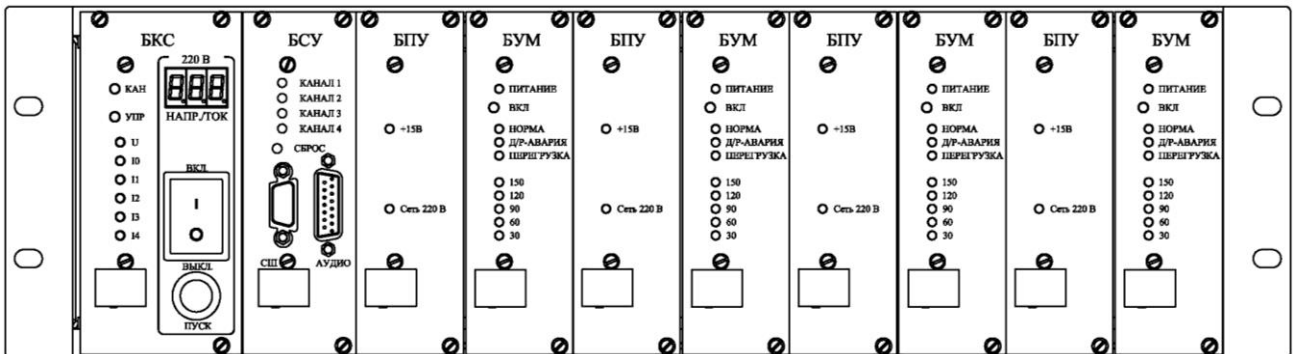 БКС
220 В
КАН
НАПР./ТОК
УПР
U
I0
I1
I2
I3
I4
ВКЛ.
I
ВЫКЛ.
ПУСК
БСУ
КАНАЛ 1
КАНАЛ 2
КАНАЛ 3
КАНАЛ 4
СБРОС
СШ
АУДИО
БПУ
+15В
Сеть 220 В
БУМ
ПИТАНИЕ
ВКЛ
НОРМА
Д/Р-АВАРИЯ
ПЕРЕГРУЗКА
150
120
90
60
30
БПУ
+15В
Сеть 220 В
БУМ
ПИТАНИЕ
ВКЛ
НОРМА
Д/Р-АВАРИЯ
ПЕРЕГРУЗКА
150
120
90
60
30
БПУ
+15В
Сеть 220 В
БУМ
ПИТАНИЕ
ВКЛ
НОРМА
Д/Р-АВАРИЯ
ПЕРЕГРУЗКА
150
120
90
60
30
БПУ
+15В
Сеть 220 В
БУМ
ПИТАНИЕ
ВКЛ
НОРМА
Д/Р-АВАРИЯ
ПЕРЕГРУЗКА
150
120
90
60
30